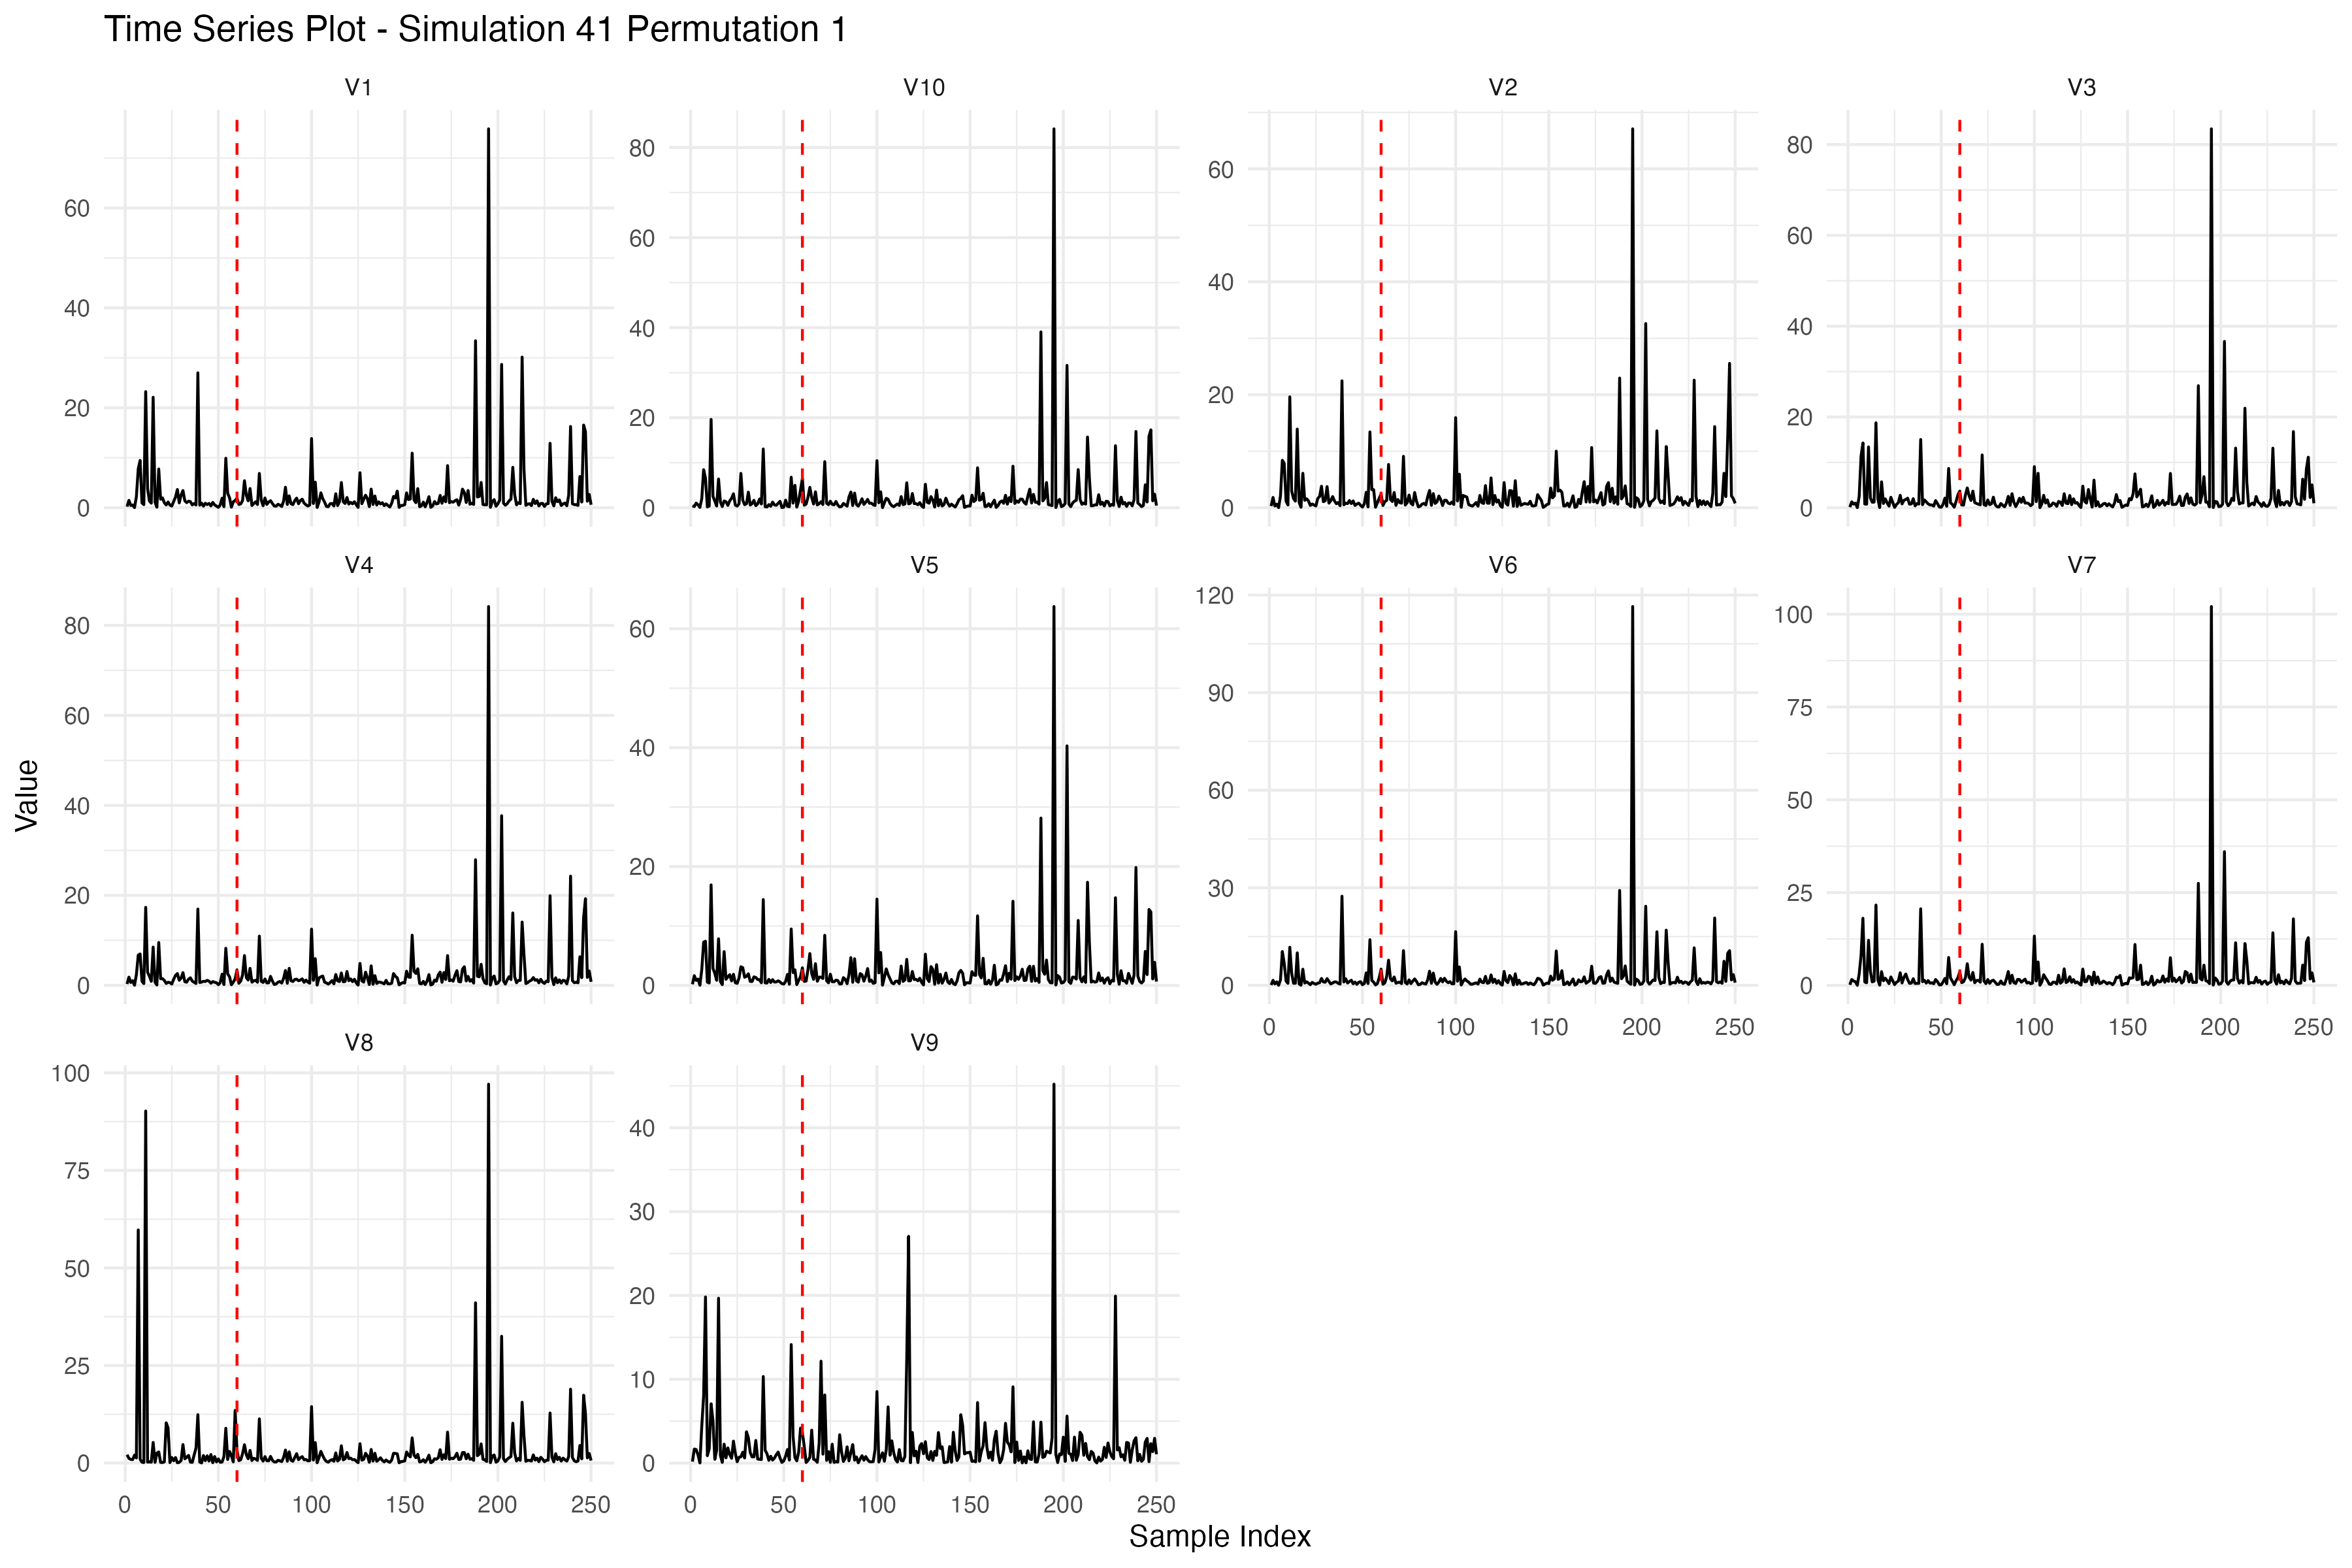 Time Series Plot - Simulation 41 Permutation 1
V1
V10
V2
V3
60
40
20
0
80
60
40
20
0
60
40
20
0
80
60
40
20
0
V4
V5
V6
V7
80
60
40
20
0
60
40
20
0
120
90
60
30
0
100
75
50
25
0
0 50 100 150 200 250
0 50 100 150 200 250
Value
V8
V9
100
75
50
25
0
40
30
20
10
0
0 50 100 150 200 250
0 50 100 150 200 250
Sample Index